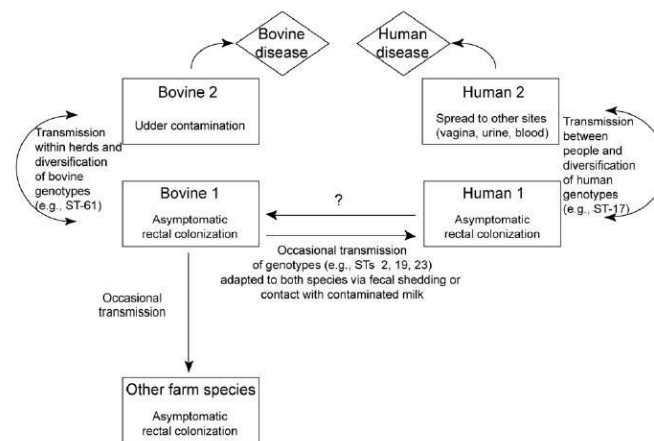 Bovine
disease
Human
disease
Bovine 2
Udder contamination
Human 2
Spread to other sites
(vagina, urine, blood)
Transmission
within herds and
diversification
of bovine
genotypes
(e.g., ST-61)
Transmission
between
people and
diversification
of human
genotypes
(e.g., ST-17)
Bovine 1
Asymptomatic
rectal colonization
?
Human 1
Asymptomatic
rectal colonization
Occasional transmission
of genotypes (e.g., STs 2, 19, 23)
adapted to both species via fecal shedding or
contact with contaminated milk
Occasional
transmission
Other farm species
Asymptomatic
rectal colonization